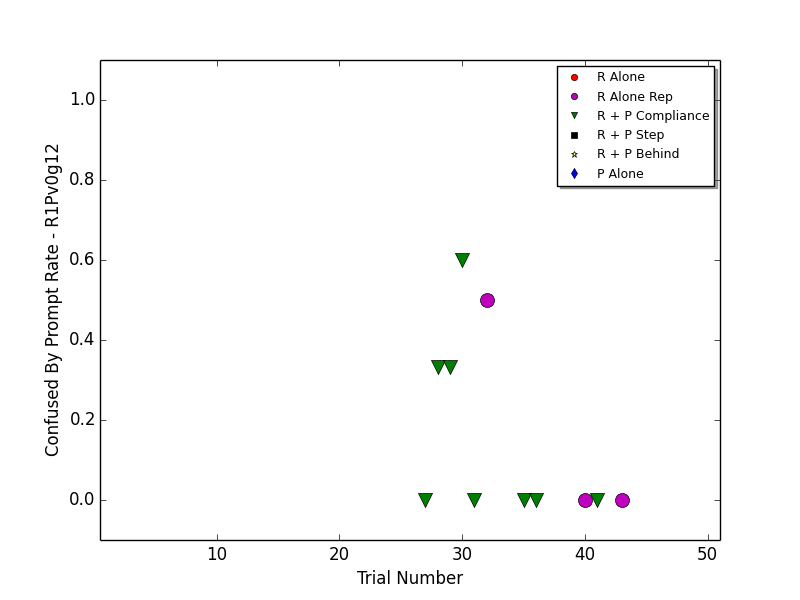 R Alone
R Alone Rep
R + P Compliance
R + P Step
R + P Behind
P Alone
1.0
0.8
0.6
0.4
0.2
0.0
Confused By Prompt Rate - R1Pv0g12
10 20 30 40 50
Trial Number